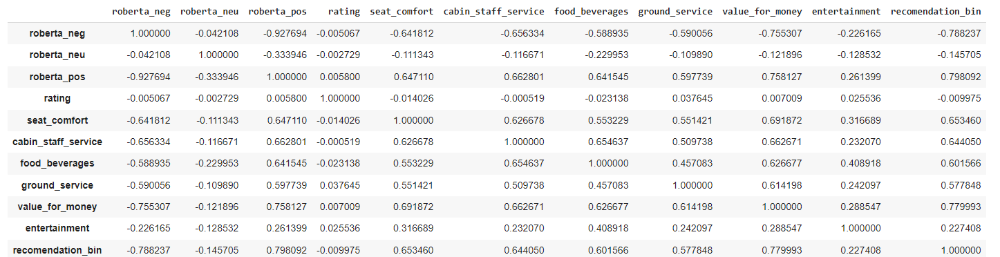 roberta_neg roberta_neu roberta_pos rating seat_comfort cabin_staff_service food_beverages ground_service value_for_money entertainment recomendation_bin
roberta_neg 1.000000 -0.042108 -0.927694 -0.005067 -0.641812 -0.656334 -0.588935 -0.590056 -0.755307 -0.226165 -0.788237
roberta_neu -0.042108 1.000000 -0.333946 -0.002729 -0.111343 -0.116671 -0.229953 -0.109890 -0.121896 -0.128532 -0.145705
roberta_pos -0.927694 -0.333946 1.000000 0.005800 0.647110 0.662801 0.641545 0.597739 0.758127 0.261399 0.798092
rating -0.005067 -0.002729 0.005800 1.000000 -0.014026 -0.000519 -0.023138 0.037645 0.007009 0.025536 -0.009975
seat_comfort -0.641812 -0.111343 0.647110 -0.014026 1.000000 0.626678 0.553229 0.551421 0.691872 0.316689 0.653460
cabin_staff_service -0.656334 -0.116671 0.662801 -0.000519 0.626678 1.000000 0.654637 0.509738 0.662671 0.232070 0.644050
food_beverages -0.588935 -0.229953 0.641545 -0.023138 0.553229 0.654637 1.000000 0.457083 0.626677 0.408918 0.601566
ground_service -0.590056 -0.109890 0.597739 0.037645 0.551421 0.509738 0.457083 1.000000 0.614198 0.242097 0.577848
value_for_money -0.755307 -0.121896 0.758127 0.007009 0.691872 0.662671 0.626677 0.614198 1.000000 0.288547 0.779993
entertainment -0.226165 -0.128532 0.261399 0.025536 0.316689 0.232070 0.408918 0.242097 0.288547 1.000000 0.227408
recomendation_bin -0.788237 -0.145705 0.798092 -0.009975 0.653460 0.644050 0.601566 0.577848 0.779993 0.227408 1.000000